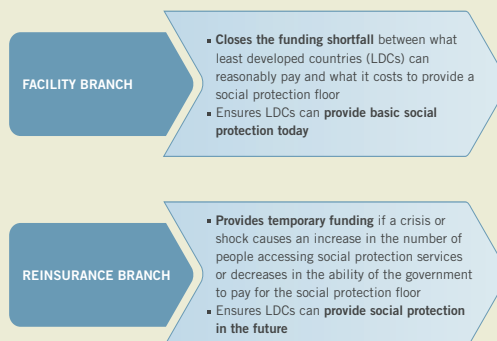 FACILITY BRANCH
▪ Closes the funding shortfall between what
least developed countries (LDCs) can
reasonably pay and what it costs to provide a
social protection floor
▪ Ensures LDCs can provide basic social
protection today
REINSURANCE BRANCH
▪ Provides temporary funding if a crisis or
shock causes an increase in the number of
people accessing social protection services
or decreases in the ability of the government
to pay for the social protection floor
▪ Ensures LDCs can provide social protection
in the future